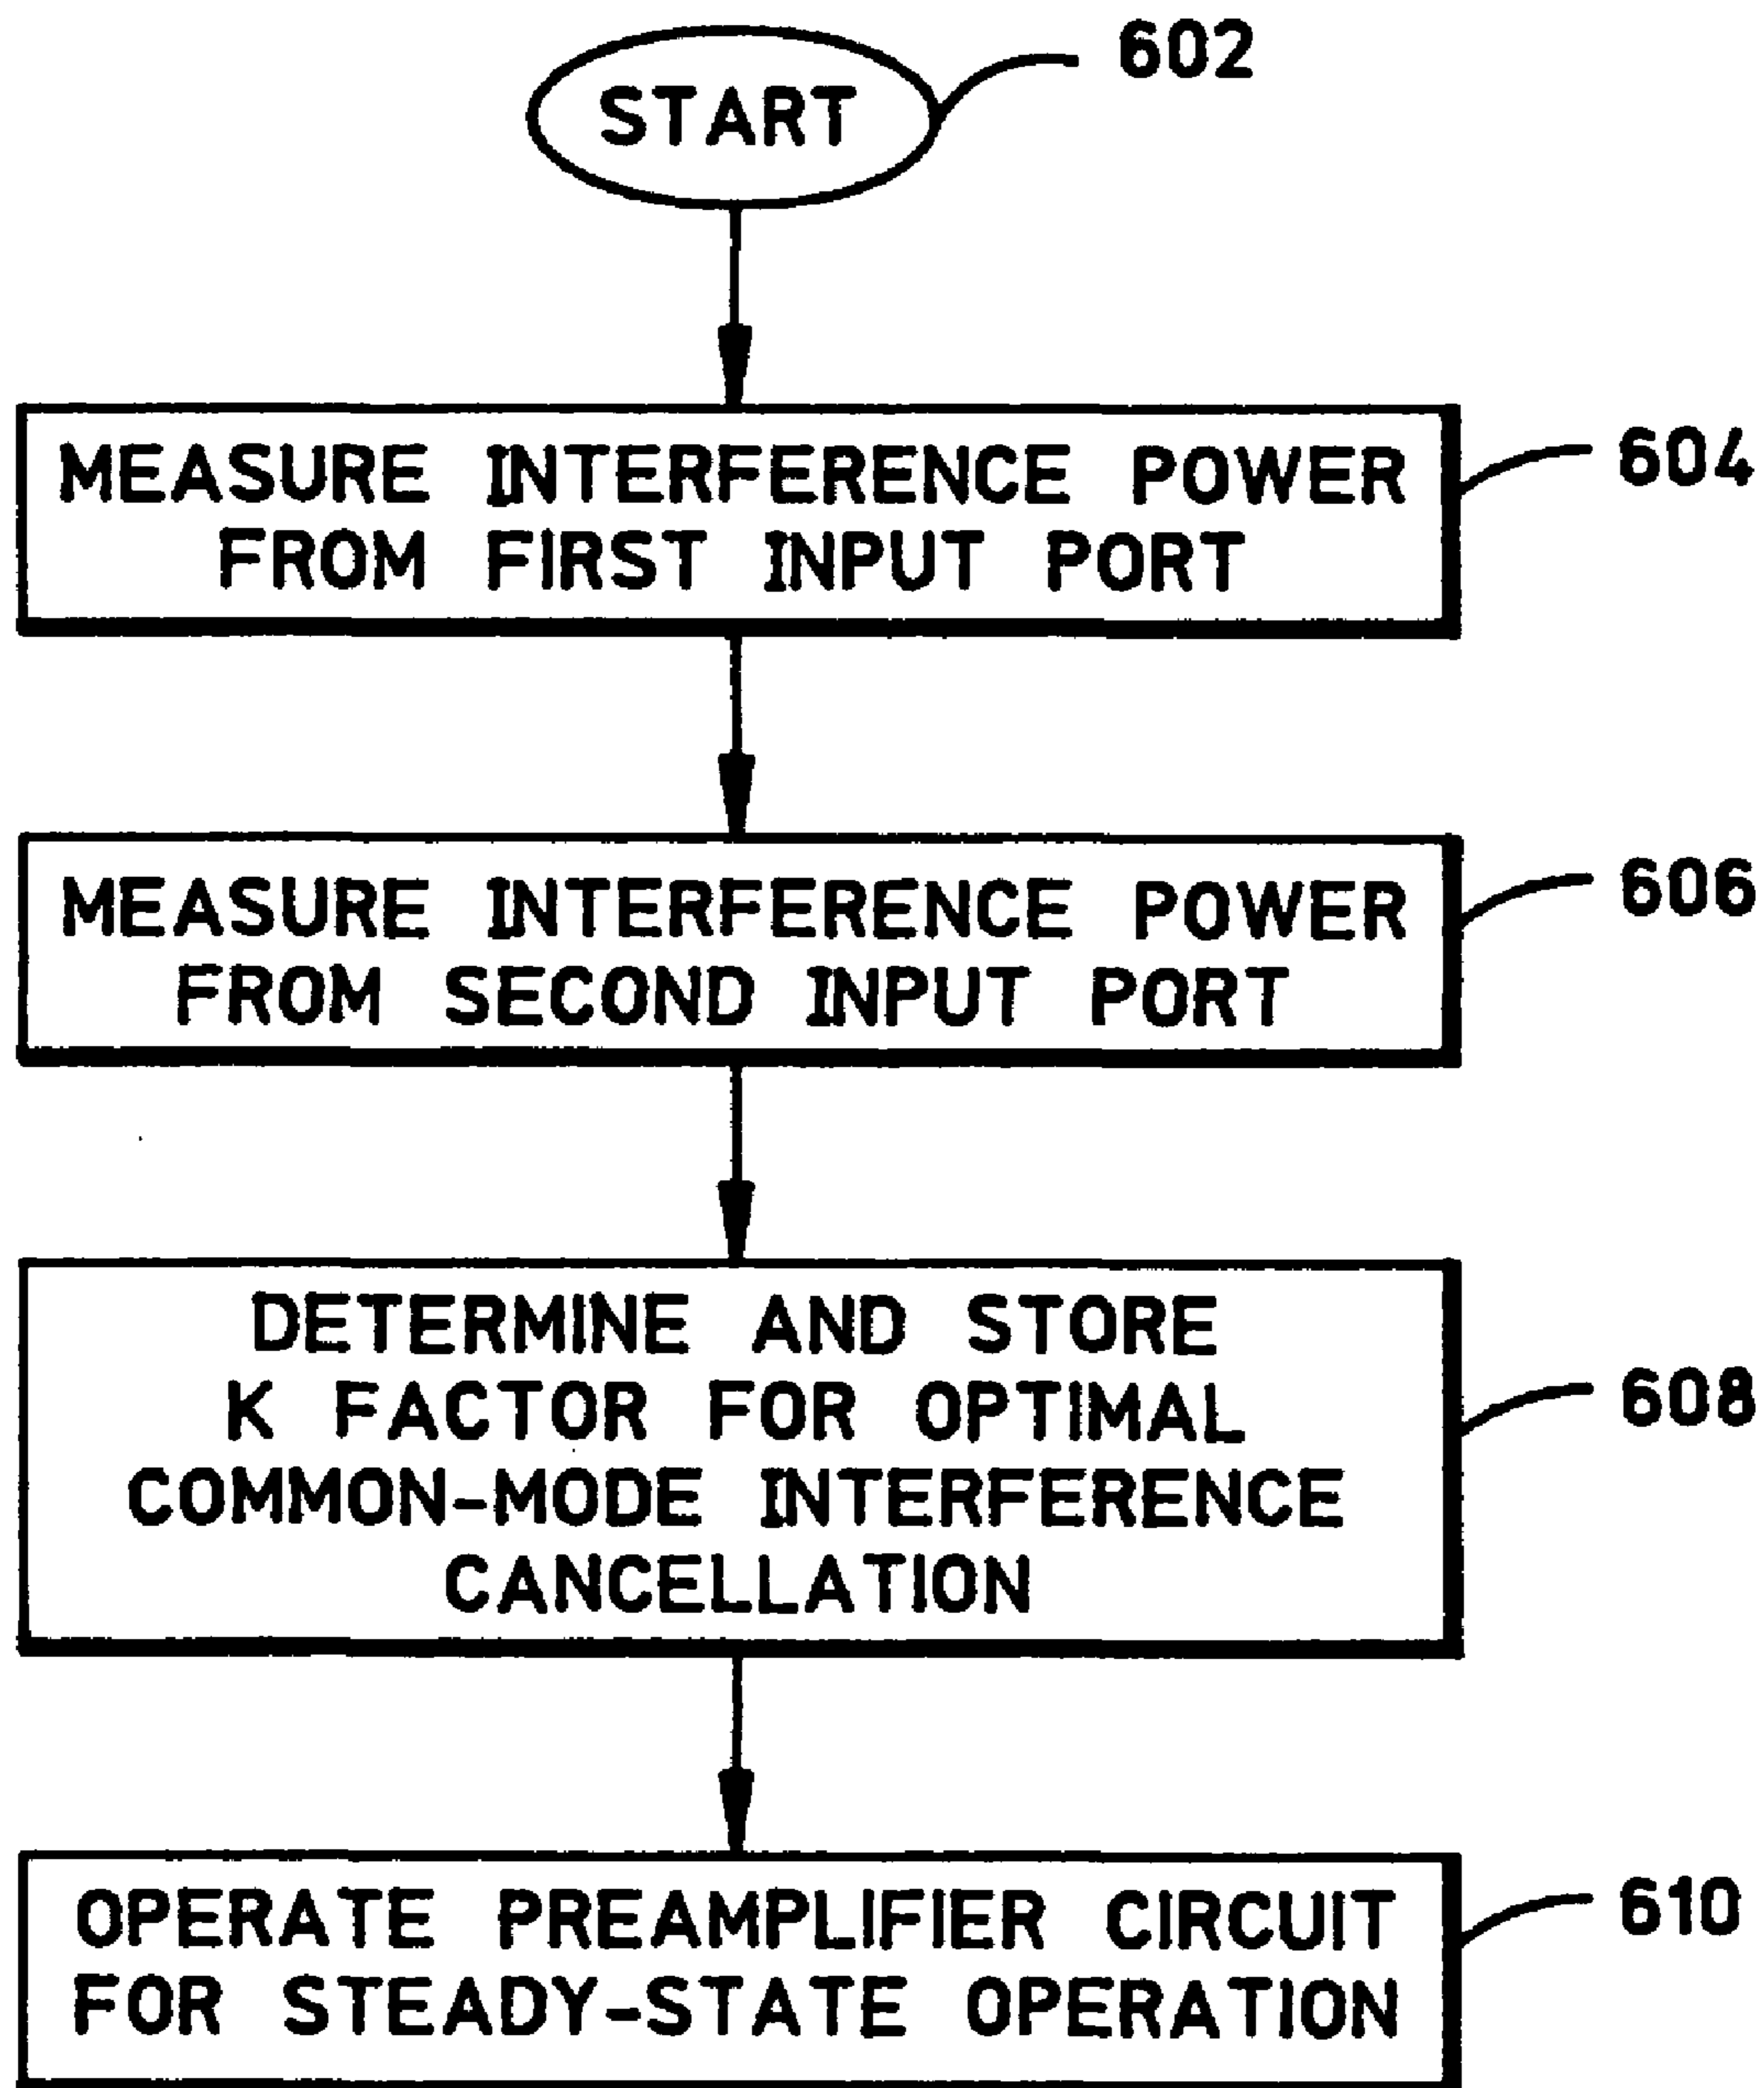 START
602
MEASURE INTERFERENCE POWER
FROM FIRST INPUT PORT
604
MEASURE INTERFERENCE POWER
FROM SECOND INPUT PORT
606
DETERMINE AND STORE
K FACTOR FOR OPTIMAL
COMMON-MODE INTERFERENCE
CANCELLATION
608
OPERATE PREAMPLIFIER CIRCUIT
FOR STEADY-STATE OPERATION
610